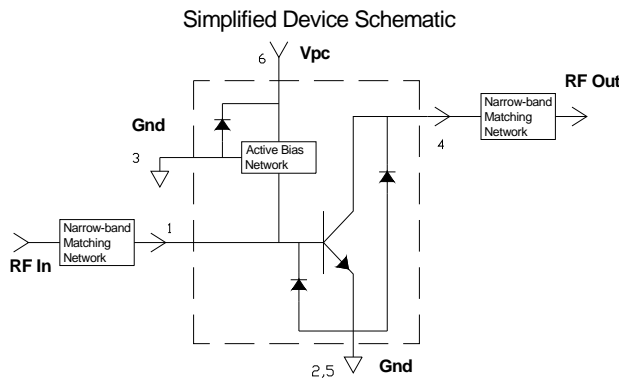 Simplified Device Schematic
6
Vpc
RF Out
Narrow-band
Matching
Network
4
Gnd
3
Active Bias
Network
1
Narrow-band
Matching
Network
RF In
2,5
Gnd